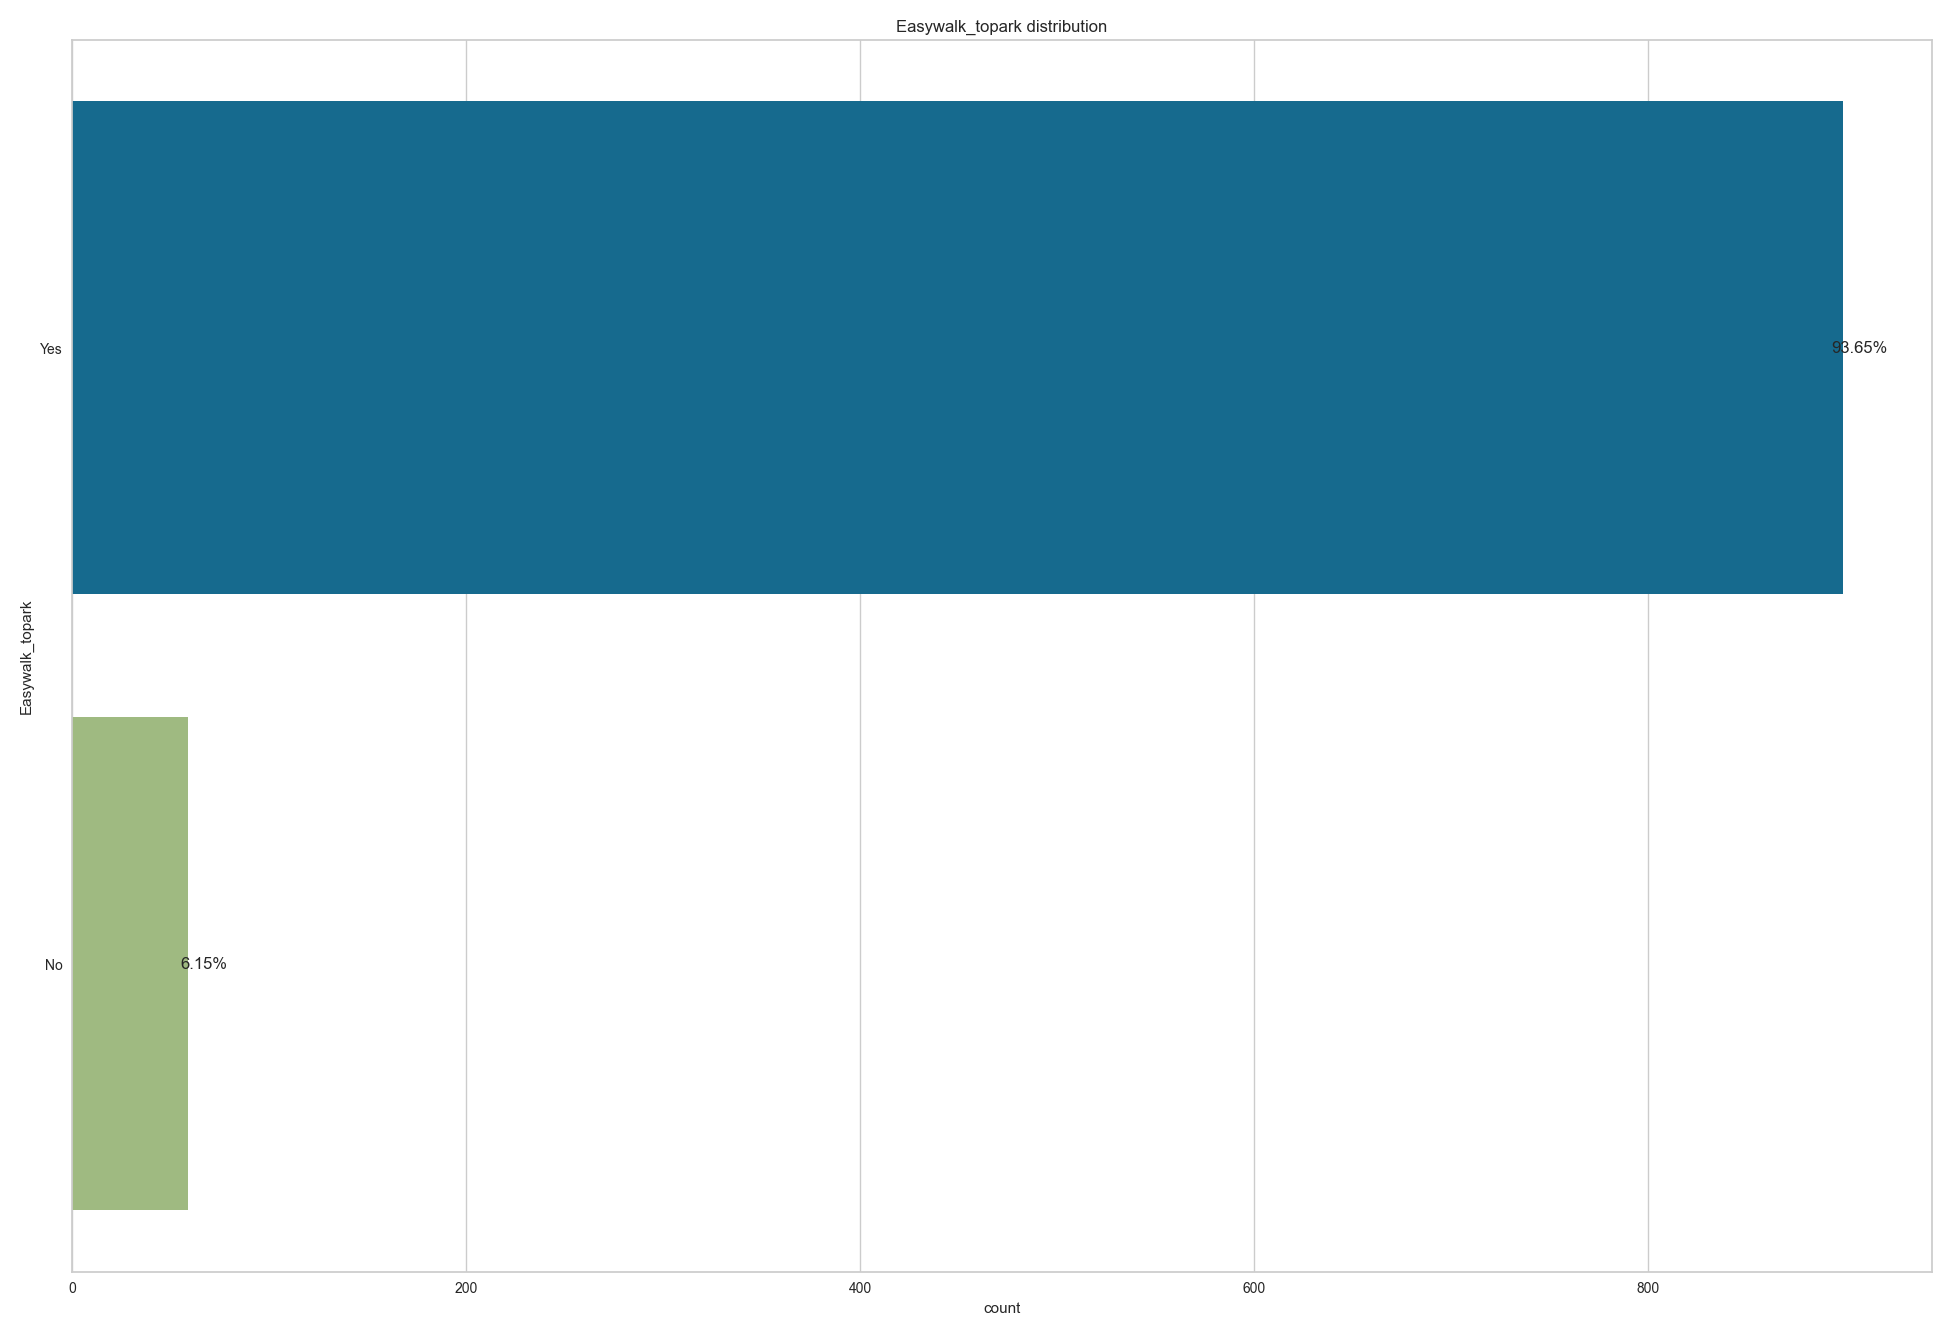 Easywalk_topark distribution
Easywalk_topark
Yes
93.65%
No
6.15%
0
200
400
600
800
count